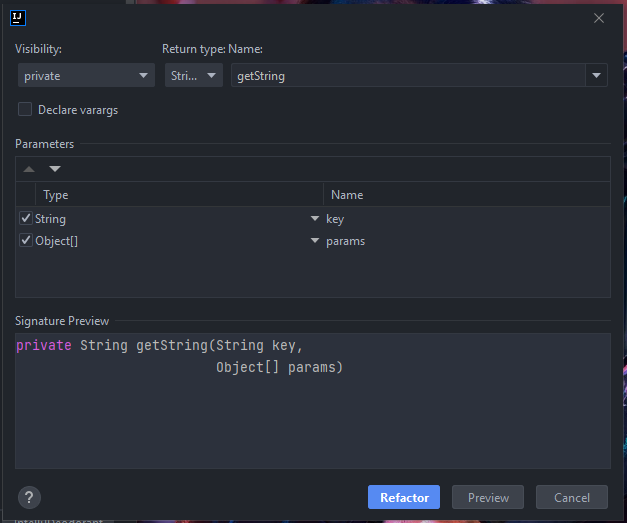 IJ
Visibility:
Return type: Name:
private
Stri...
getString
Declare varargs
Parameters
Type
Name
String
key
Object[]
params
Signature Preview
private String getString(String key,
Object[] params)
?
Refactor
Preview
Cancel